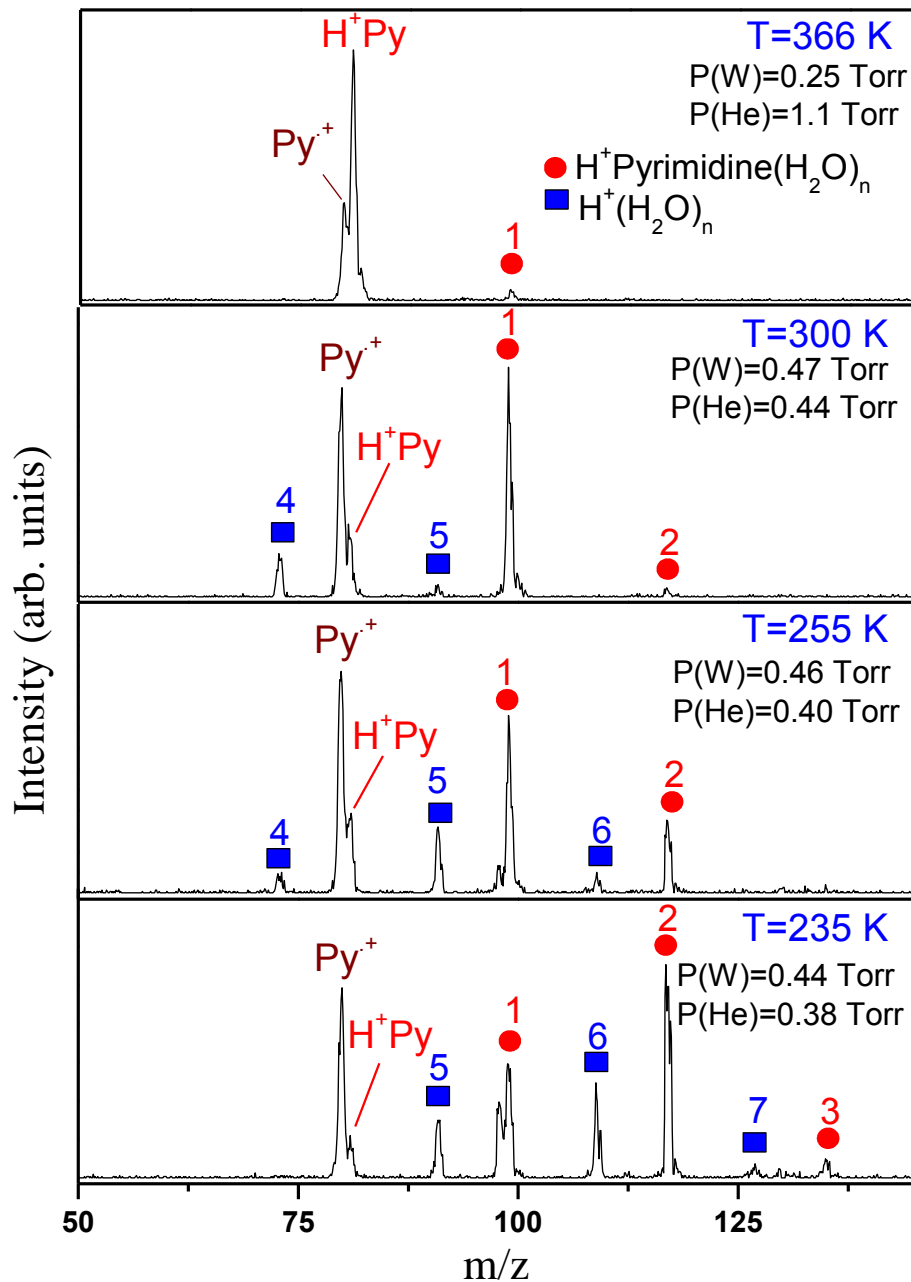 Intensity (arb. units)
H⁺Py
Py·⁺
T=366 K
P(W)=0.25 Torr
P(He)=1.1 Torr
H⁺Pyrimidine(H₂O)ₙ
H⁺(H₂O)ₙ
1
T=300 K
P(W)=0.47 Torr
P(He)=0.44 Torr
Py·⁺
H⁺Py
4
5
1
2
T=255 K
P(W)=0.46 Torr
P(He)=0.40 Torr
Py·⁺
H⁺Py
4
5
1
6
2
T=235 K
P(W)=0.44 Torr
P(He)=0.38 Torr
Py·⁺
H⁺Py
5
1
6
2
7
3
50 75 100 125
m/z